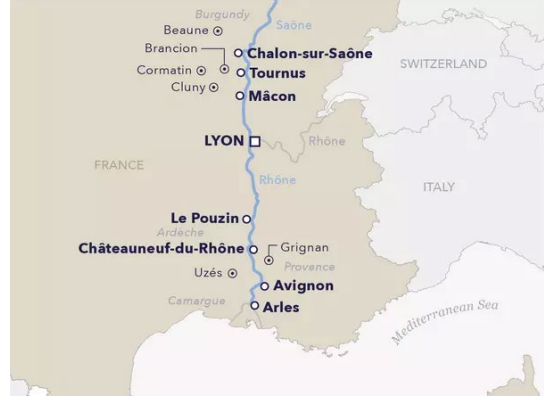 Burgundy
Saône
Beaune
Brancion
Chalon-sur-Saône
Cormatin
Tournus
SWITZERLAND
Cluny
Mâcon
LYON
Rhône
FRANCE
Rhône
ITALY
Le Pouzin
Ardèche
Châteauneuf-du-Rhône
Grignan
Uzés
Provence
Avignon
Camargue
Arles
Mediterranean Sea